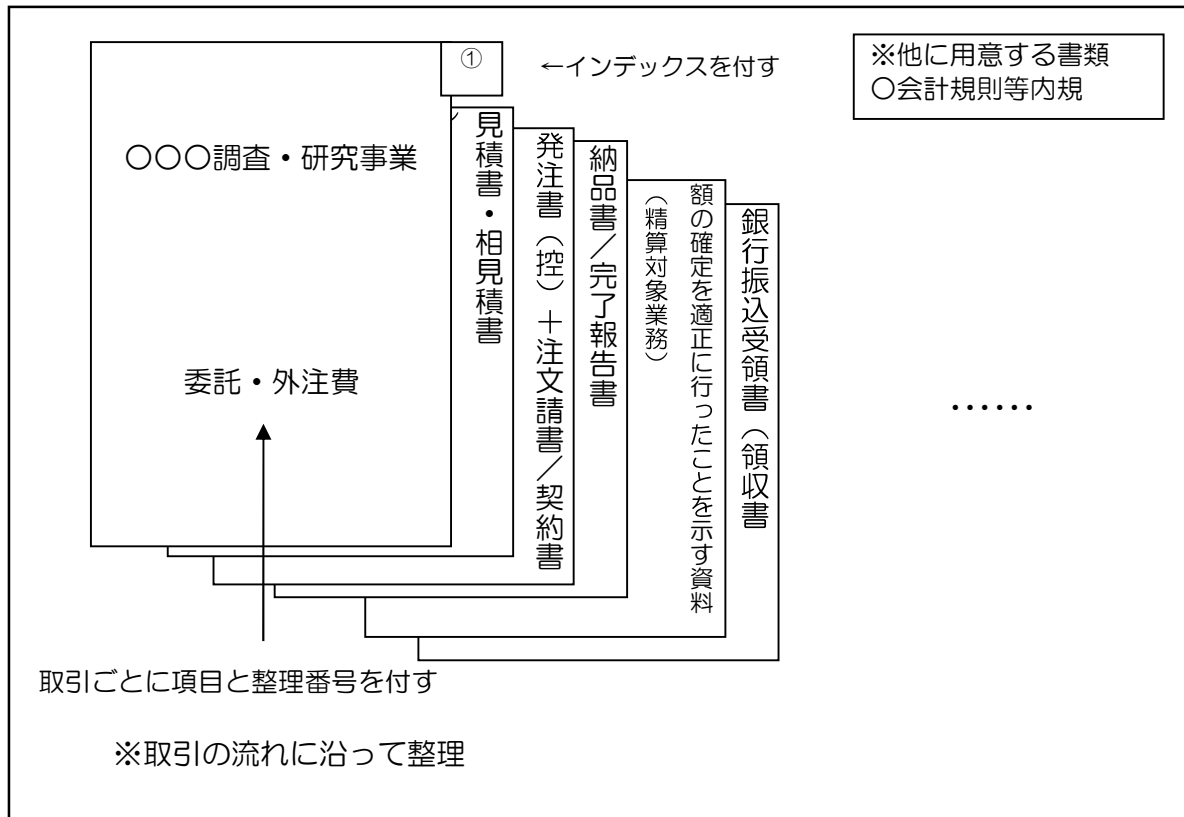 ①
←インデックスを付す
※他に用意する書類
〇会計規則等内規
〇〇〇調査・研究事業
委託・外注費
見積書・相見積書
発注書（控）＋注文請書／契約書
納品書／完了報告書
額の確定を適正に行ったことを示す資料
（精算対象業務）
銀行振込受領書（領収書
……
取引ごとに項目と整理番号を付す
※取引の流れに沿って整理